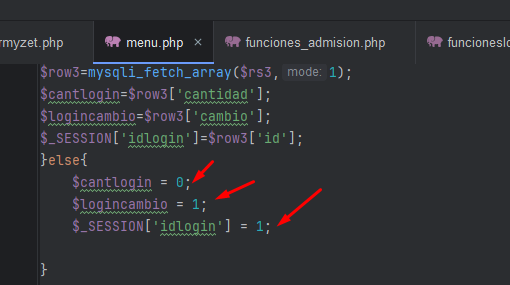 rmyzet.php menu.php × funciones_admision.php funcioneslo
$row3=mysqli_fetch_array($rs3, mode: 1);
$cantlogin=$row3['cantidad'];
$logincambio=$row3['cambio'];
$_SESSION['idlogin']=$row3['id'];
}else{
$cantlogin = 0;
$logincambio = 1;
$_SESSION['idlogin'] = 1;
}